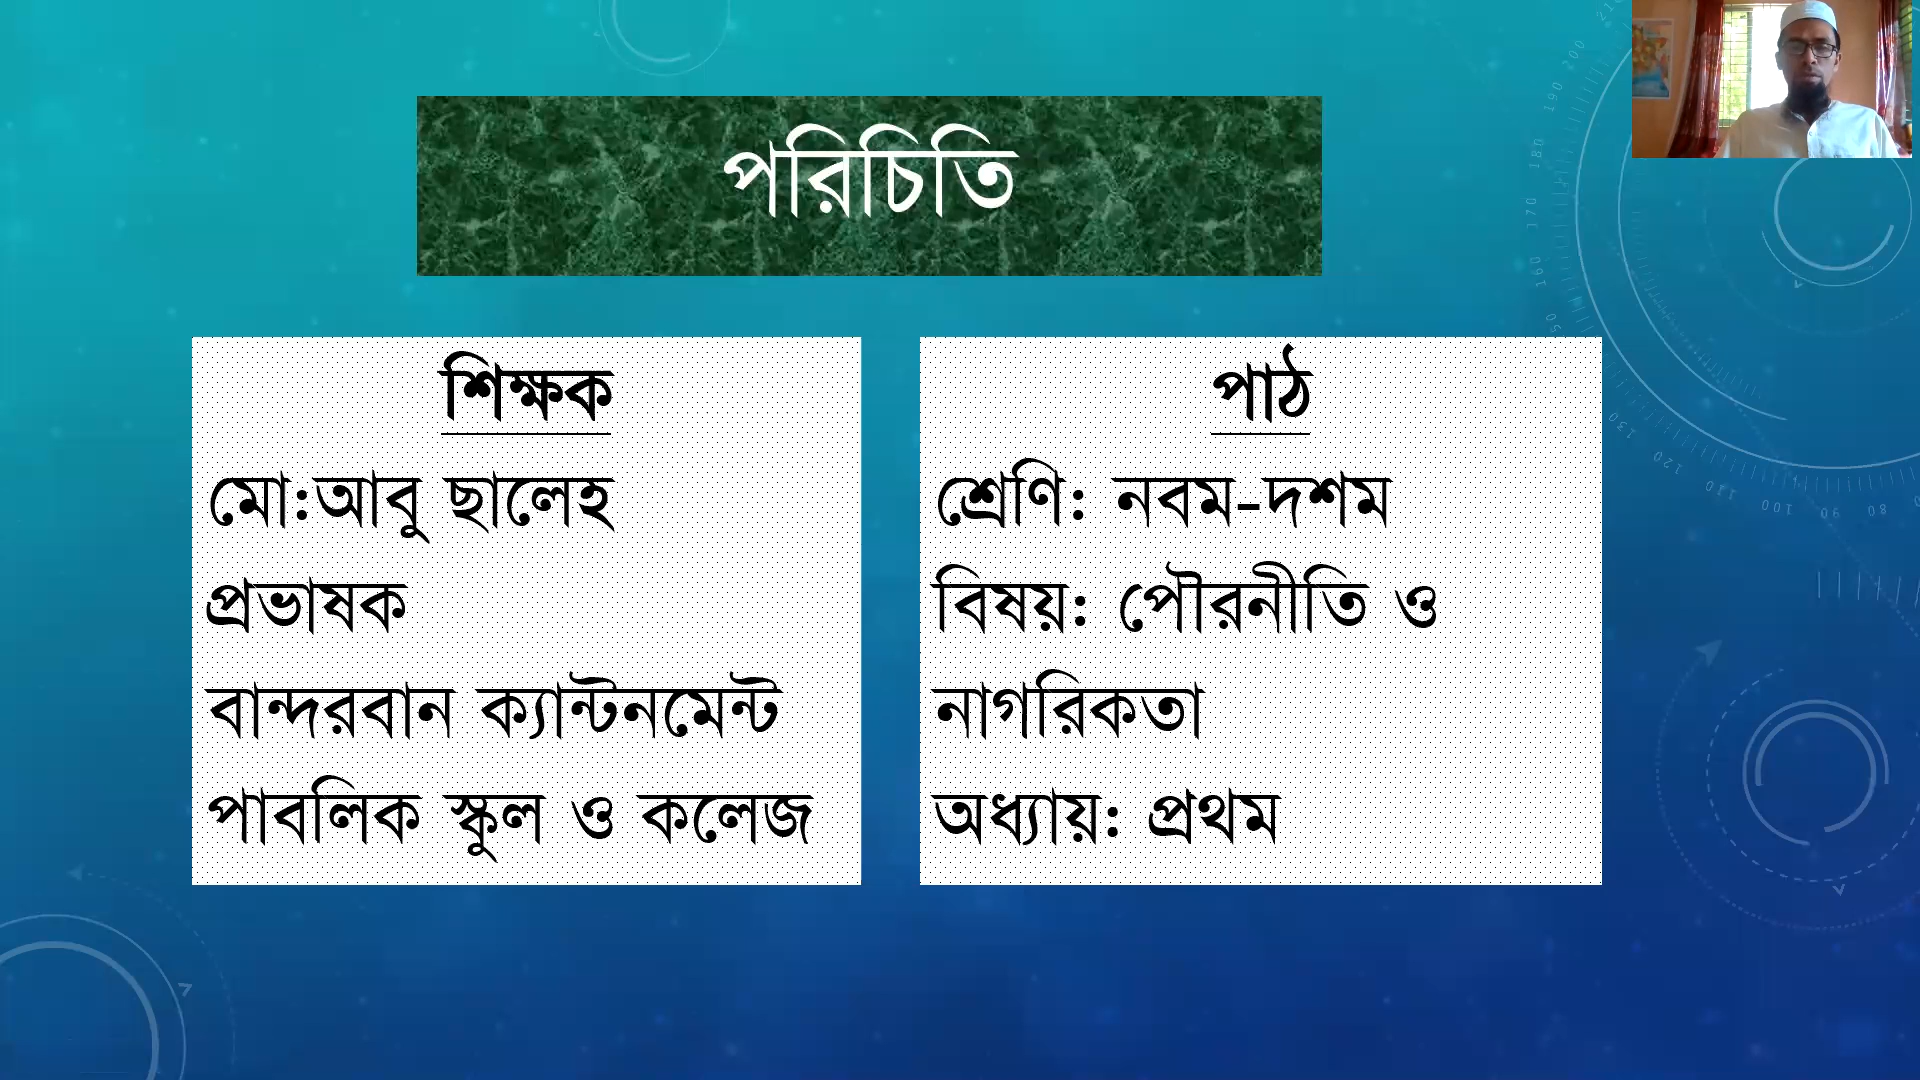 পরিচিতি
শিক্ষক
মো:আবু ছালেহ
প্রভাষক
বান্দরবান ক্যান্টনমেন্ট
পাবলিক স্কুল ও কলেজ
পাঠ
শ্রেণি: নবম-দশম
বিষয়: পৌরনীতি ও
নাগরিকতা
অধ্যায়: প্রথম